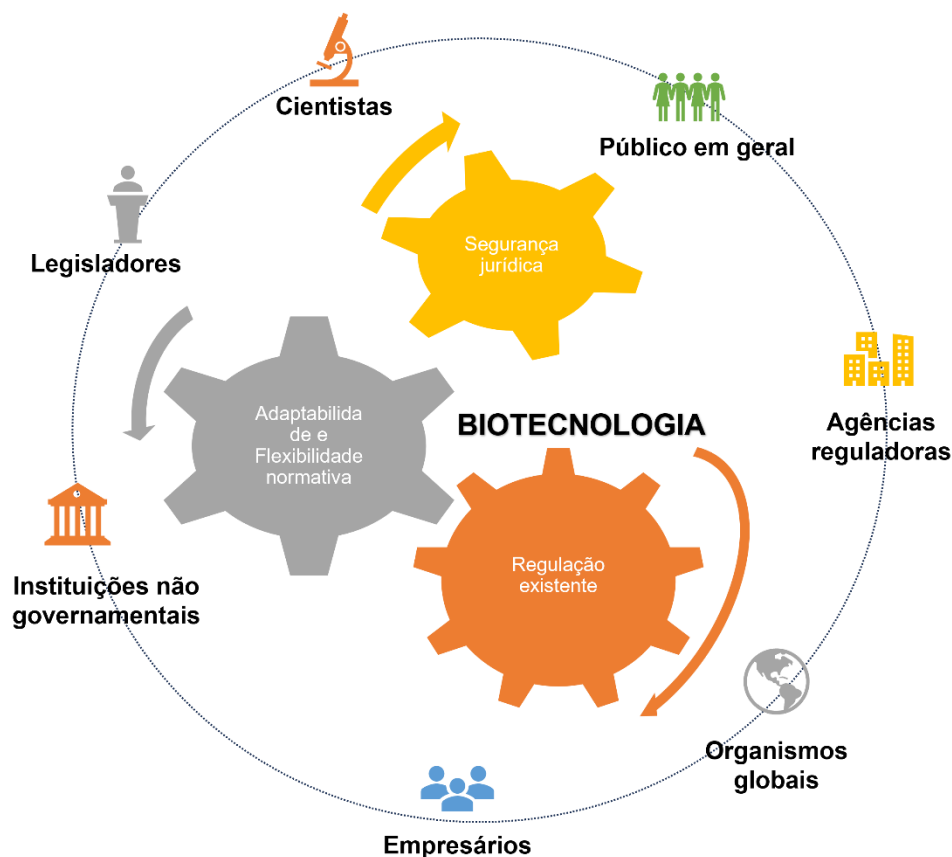 Cientistas
Público em geral
Legisladores
Segurança
jurídica
Adaptabilida
de e
Flexibilidade
normativa
BIOTECNOLOGIA
Agências
reguladoras
Instituições não
governamentais
Regulação
existente
Organismos
globais
Empresários